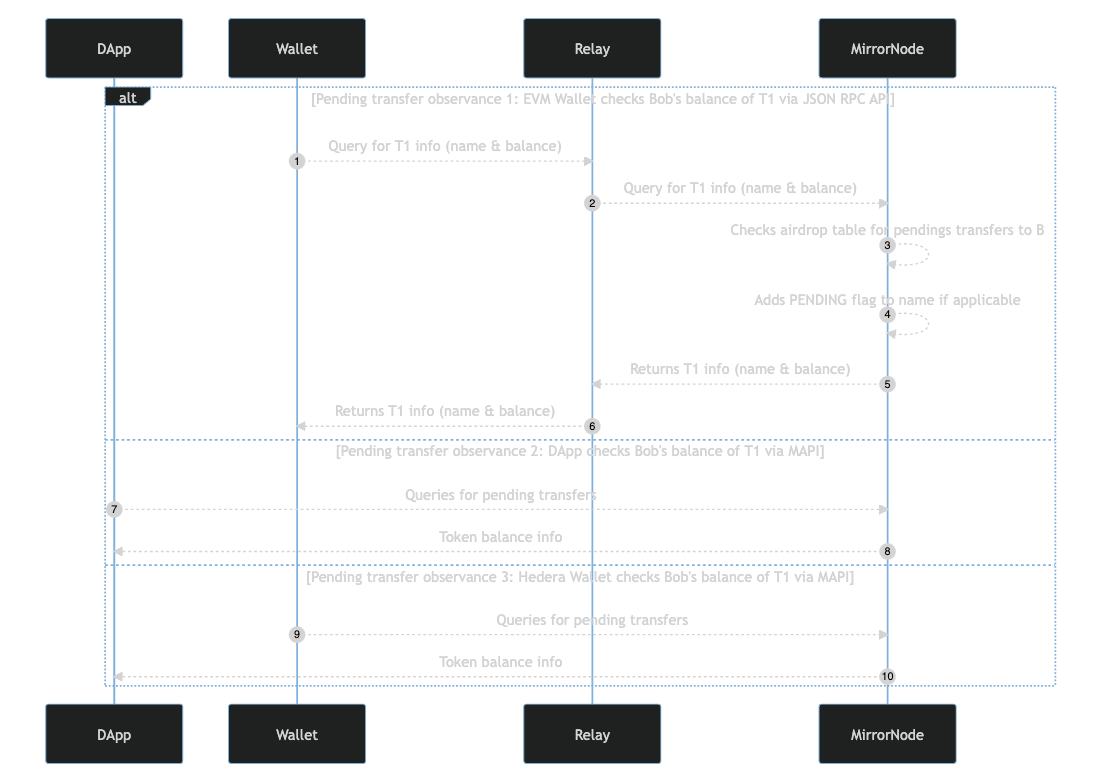 DApp Wallet Relay MirrorNode
alt
[Pending transfer observance 1: EVM Wallet checks Bob's balance of T1 via JSON RPC API]
Query for T1 info (name & balance)
1
Query for T1 info (name & balance)
2
Checks airdrop table for pendings transfers to B
3
Adds PENDING flag to name if applicable
4
Returns T1 info (name & balance)
5
Returns T1 info (name & balance)
6
[Pending transfer observance 2: DApp checks Bob's balance of T1 via MAPI]
Queries for pending transfers
7
Token balance info
8
[Pending transfer observance 3: Hedera Wallet checks Bob's balance of T1 via MAPI]
Queries for pending transfers
9
Token balance info
10
DApp Wallet Relay MirrorNode